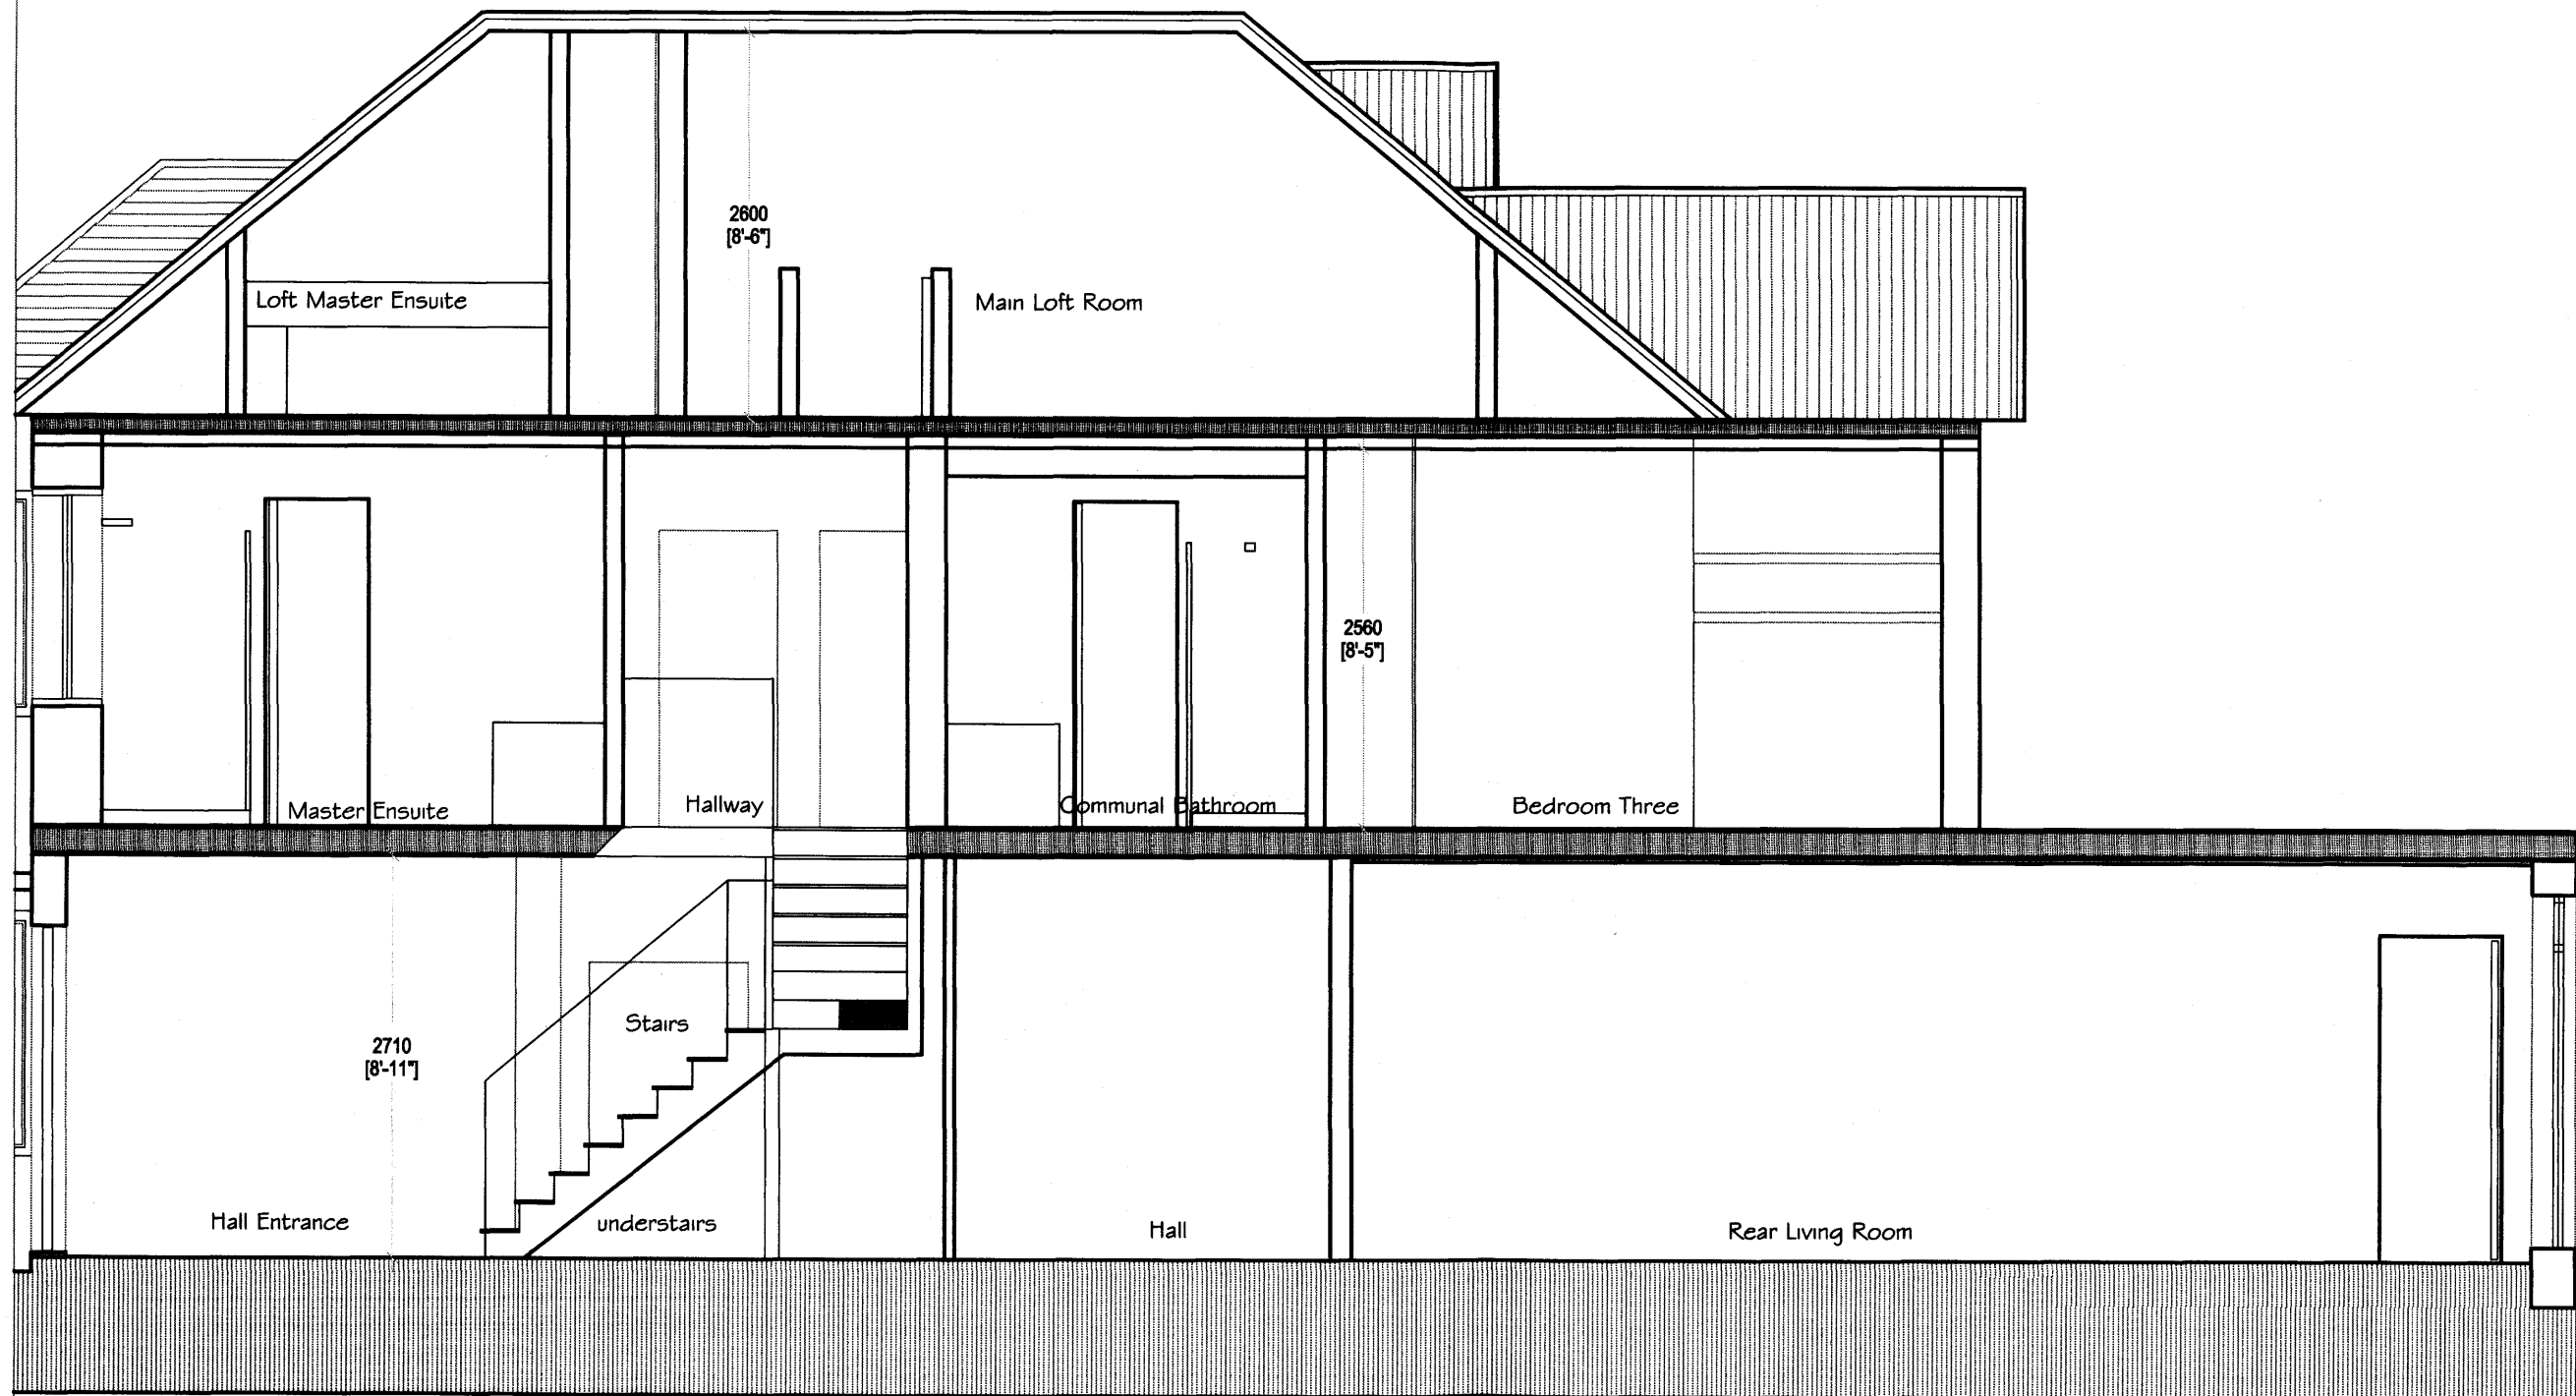 2600
[8'-6"]
Loft Master Ensuite
Main Loft Room
2560
[8'-5"]
Master Ensuite
Hallway
Communal Bathroom
Bedroom Three
Stairs
2710
[8'-11"]
Hall Entrance
understairs
Hall
Rear Living Room